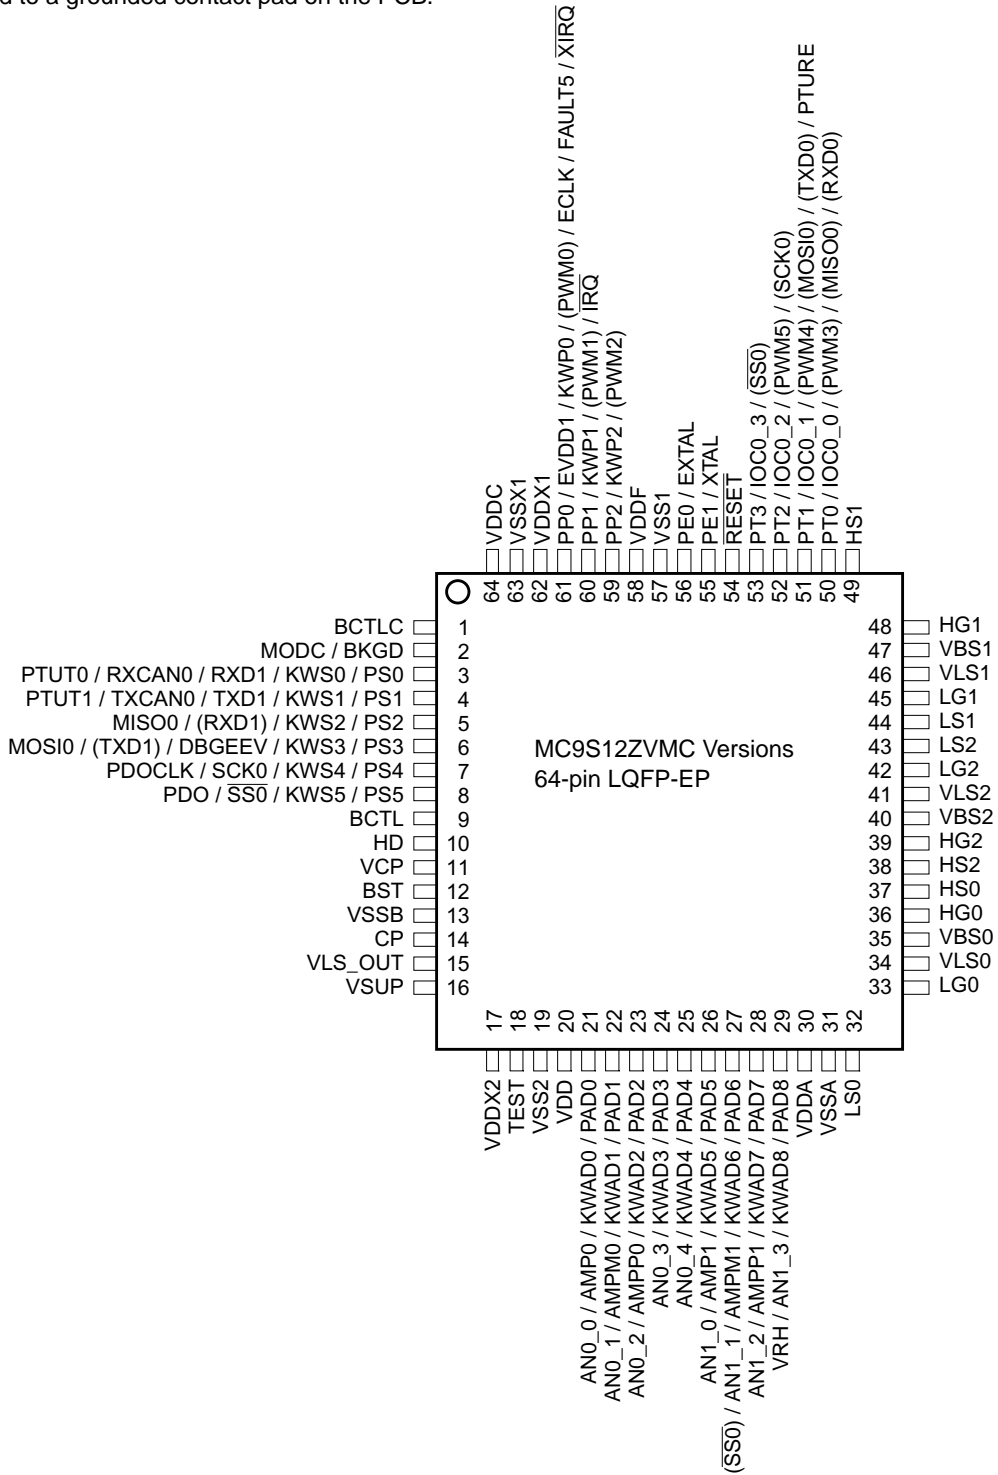 d to a grounded contact pad on the PCB.
VDDC
VSSX1
VDDX1
PP0 / EVDD1 / KWP0 / (PWM0) / ECLK / FAULT5 / XIRQ
PP1 / KWP1 / (PWM1) / IRQ
PP2 / KWP2 / (PWM2)
VDDF
VSS1
PE0 / EXTAL
PE1 / XTAL
RESET
PT3 / IOC0_3 / (SS0)
PT2 / IOC0_2 / (PWM5) / (SCK0)
PT1 / IOC0_1 / (PWM4) / (MOSI0) / (TXD0) / PTURE
PT0 / IOC0_0 / (PWM3) / (MISO0) / (RXD0)
HS1
64
63
62
61
60
59
58
57
56
55
54
53
52
51
50
49
BCTLC 1
MODC / BKGD 2
PTUT0 / RXCAN0 / RXD1 / KWS0 / PS0 3
PTUT1 / TXCAN0 / TXD1 / KWS1 / PS1 4
MISO0 / (RXD1) / KWS2 / PS2 5
MOSI0 / (TXD1) / DBGEEV / KWS3 / PS3 6
PDOCLK / SCK0 / KWS4 / PS4 7
PDO / SS0 / KWS5 / PS5 8
BCTL 9
HD 10
VCP 11
BST 12
VSSB 13
CP 14
VLS_OUT 15
VSUP 16
MC9S12ZVMC Versions
64-pin LQFP-EP
48 HG1
47 VBS1
46 VLS1
45 LG1
44 LS1
43 LS2
42 LG2
41 VLS2
40 VBS2
39 HG2
38 HS2
37 HS0
36 HG0
35 VBS0
34 VLS0
33 LG0
17
18
19
20
21
22
23
24
25
26
27
28
29
30
31
32
VDDX2
TEST
VSS2
VDD
AN0_0 / AMP0 / KWAD0 / PAD0
AN0_1 / AMPM0 / KWAD1 / PAD1
AN0_2 / AMPP0 / KWAD2 / PAD2
AN0_3 / KWAD3 / PAD3
AN0_4 / KWAD4 / PAD4
AN1_0 / AMP1 / KWAD5 / PAD5
(SS0) / AN1_1 / AMPM1 / KWAD6 / PAD6
AN1_2 / AMPP1 / KWAD7 / PAD7
VRH / AN1_3 / KWAD8 / PAD8
VDDA
VSSA
LS0